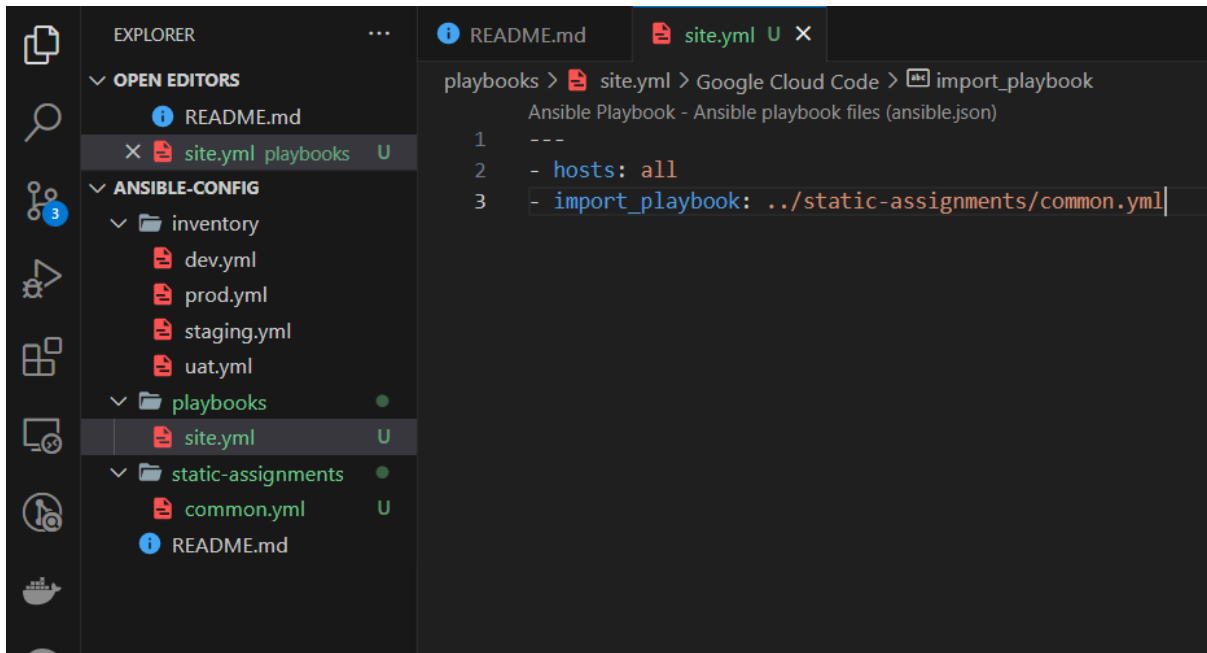 EXPLORER ...
OPEN EDITORS
README.md
site.yml playbooks U
ANSIBLE-CONFIG
inventory
dev.yml
prod.yml
staging.yml
uat.yml
playbooks
site.yml U
static-assignments
common.yml U
README.md
3
README.md site.yml U
playbooks > site.yml > Google Cloud Code > abc import_playbook
Ansible Playbook - Ansible playbook files (ansible.json)
1 ---
2 - hosts: all
3 - import_playbook: ../static-assignments/common.yml